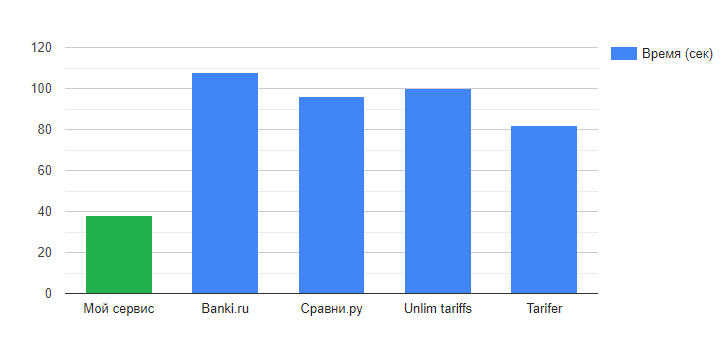 120
100
80
60
40
20
0
Мой сервис
Banki.ru
Сравни.ру
Unlim tariffs
Tarifer
Время (сек)